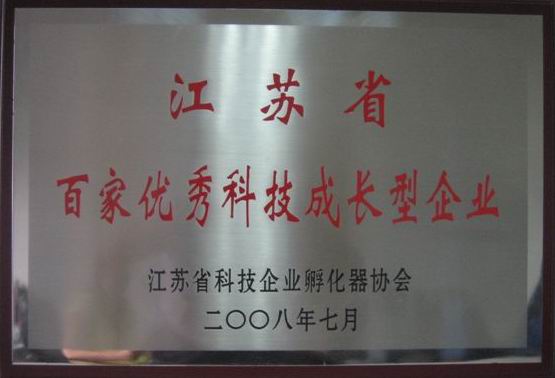 江苏省
百家优秀科技成长型企业
江苏省科技企业孵化器协会
二〇〇八年七月